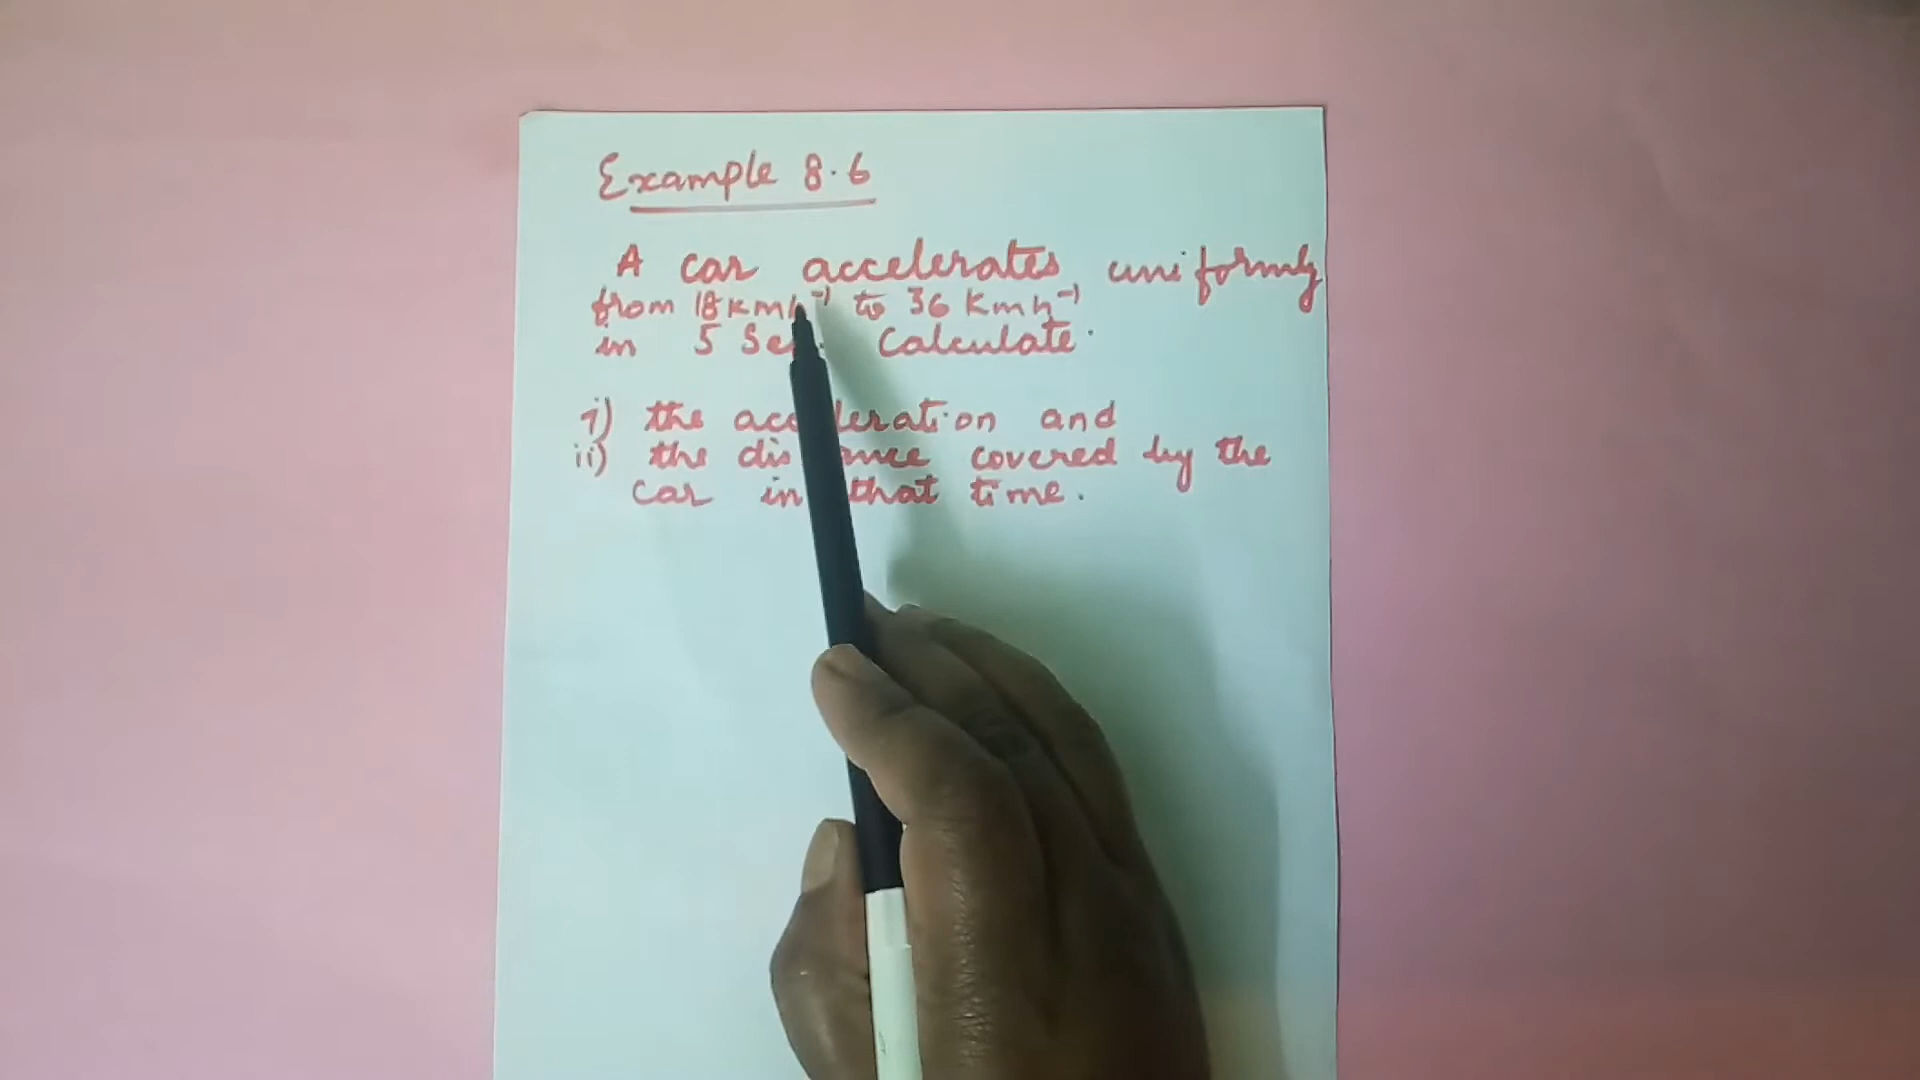 Example 8.6
A car accelerates uniformly
from 18 Kmh⁻¹ to 36 Kmh⁻¹
in 5 Sec. Calculate
i) the acceleration and
ii) the distance covered by the
car in that time.